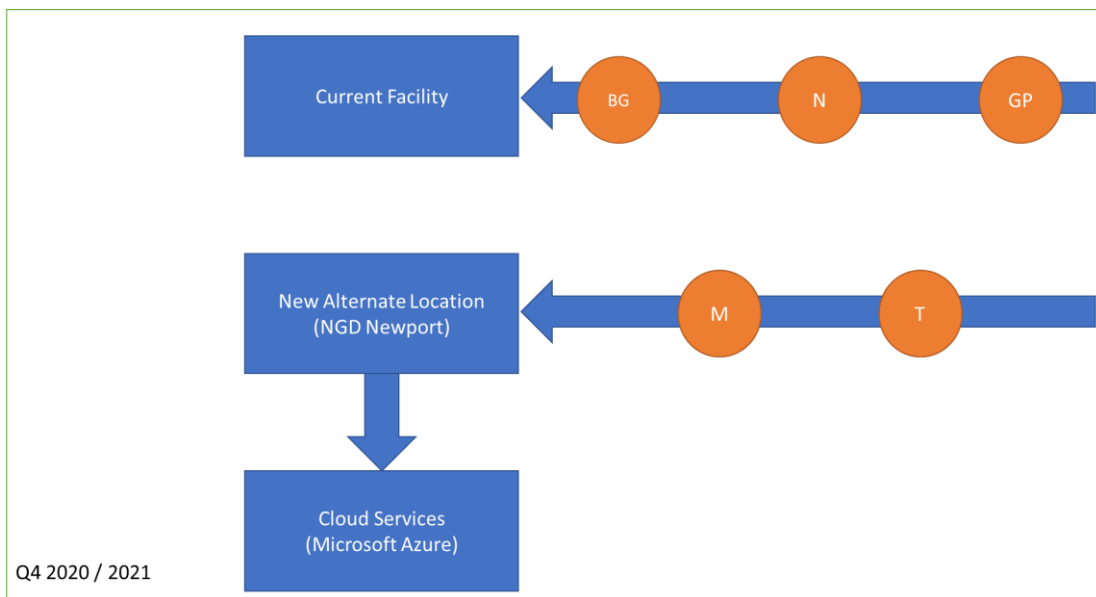 Current Facility
BG
N
GP
New Alternate Location
(NGD Newport)
M
T
Cloud Services
(Microsoft Azure)
Q4 2020 / 2021